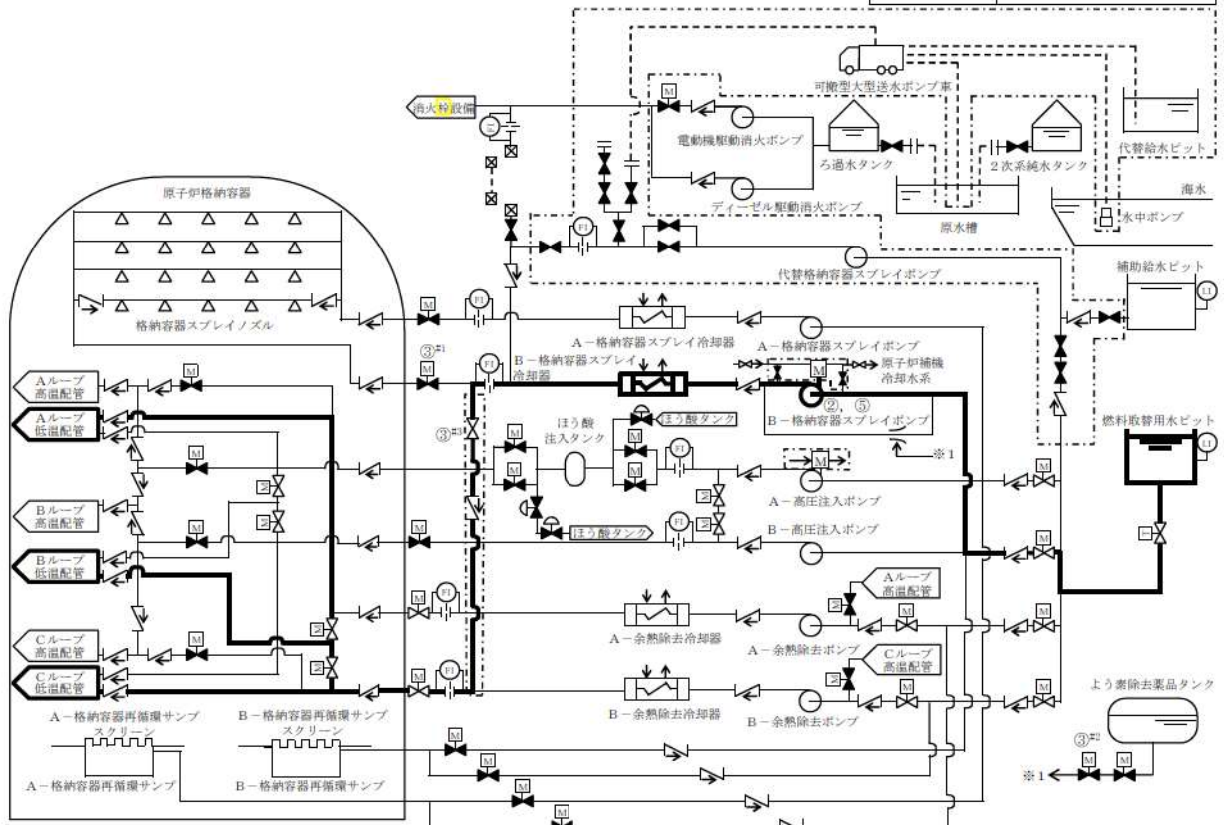 可搬型大型送水ポンプ車
消火栓設備
M
FI
電動機駆動消火ポンプ
ろ過水タンク
2次系純水タンク
代替給水ピット
原子炉格納容器
ディーゼル駆動消火ポンプ
原水槽
海水
水中ポンプ
FI
代替格納容器スプレイポンプ
補助給水ピット
LI
格納容器スプレイノズル
M
FI
A-格納容器スプレイ冷却器
A-格納容器スプレイポンプ
③#1
M
FI
B-格納容器スプレイ
冷却器
M
原子炉補機
冷却水系
②, ⑤
B-格納容器スプレイポンプ
※1
燃料取替用水ピット
LI
Aループ
高温配管
M
Aループ
低温配管
③#3
M
M
ほう酸
注入タンク
ほう酸タンク
M
M
FI
M
A-高圧注入ポンプ
M
M
M
M
Bループ
高温配管
M
M
M
M
ほう酸タンク
FI
M
B-高圧注入ポンプ
M
I
Bループ
低温配管
M
FI
A-余熱除去冷却器
Aループ
高温配管
M
M
A-余熱除去ポンプ
M
M
Cループ
高温配管
M
M
M
FI
B-余熱除去冷却器
Cループ
高温配管
M
M
B-余熱除去ポンプ
M
Cループ
低温配管
よう素除去薬品タンク
A-格納容器再循環サンプ
スクリーン
B-格納容器再循環サンプ
スクリーン
M
③#2
M
M
※1
A-格納容器再循環サンプ
B-格納容器再循環サンプ
M
M
M